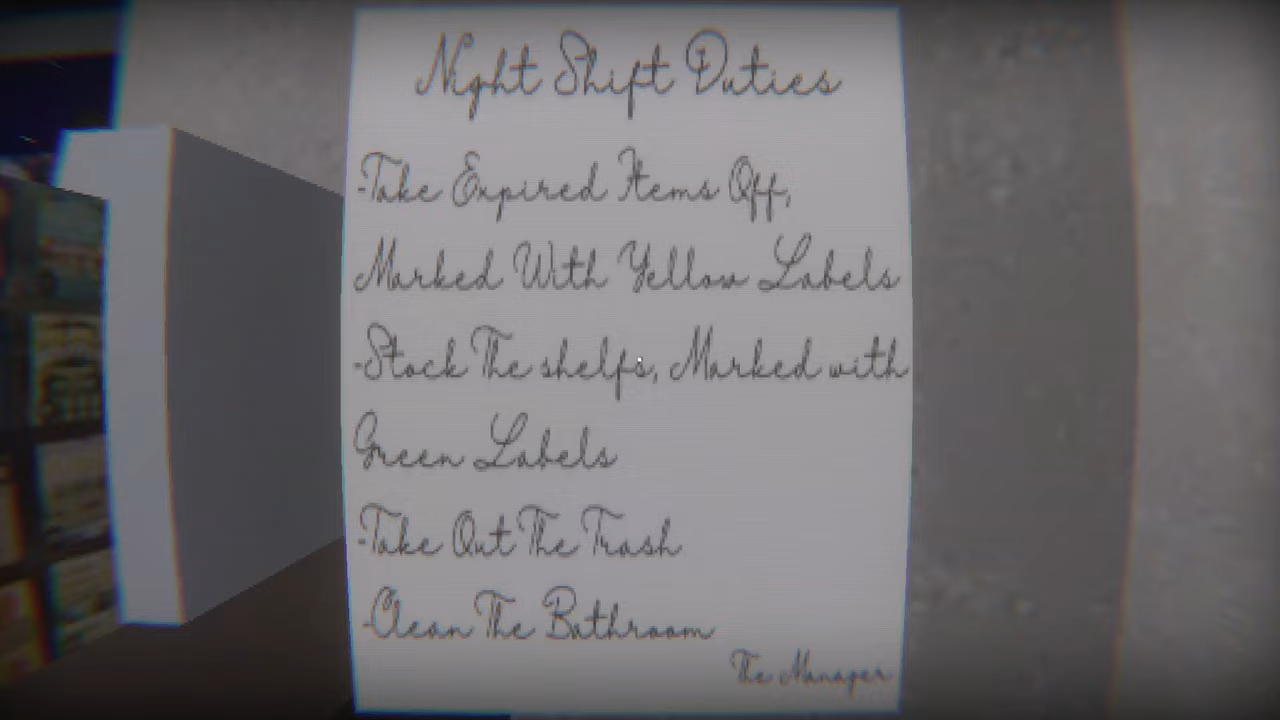 Night Shift Duties
-Take Expired Items Off,
Marked With Yellow Labels
-Stock The shelfs, Marked with
Green Labels
-Take Out The Trash
-Clean The Bathroom
The Manager